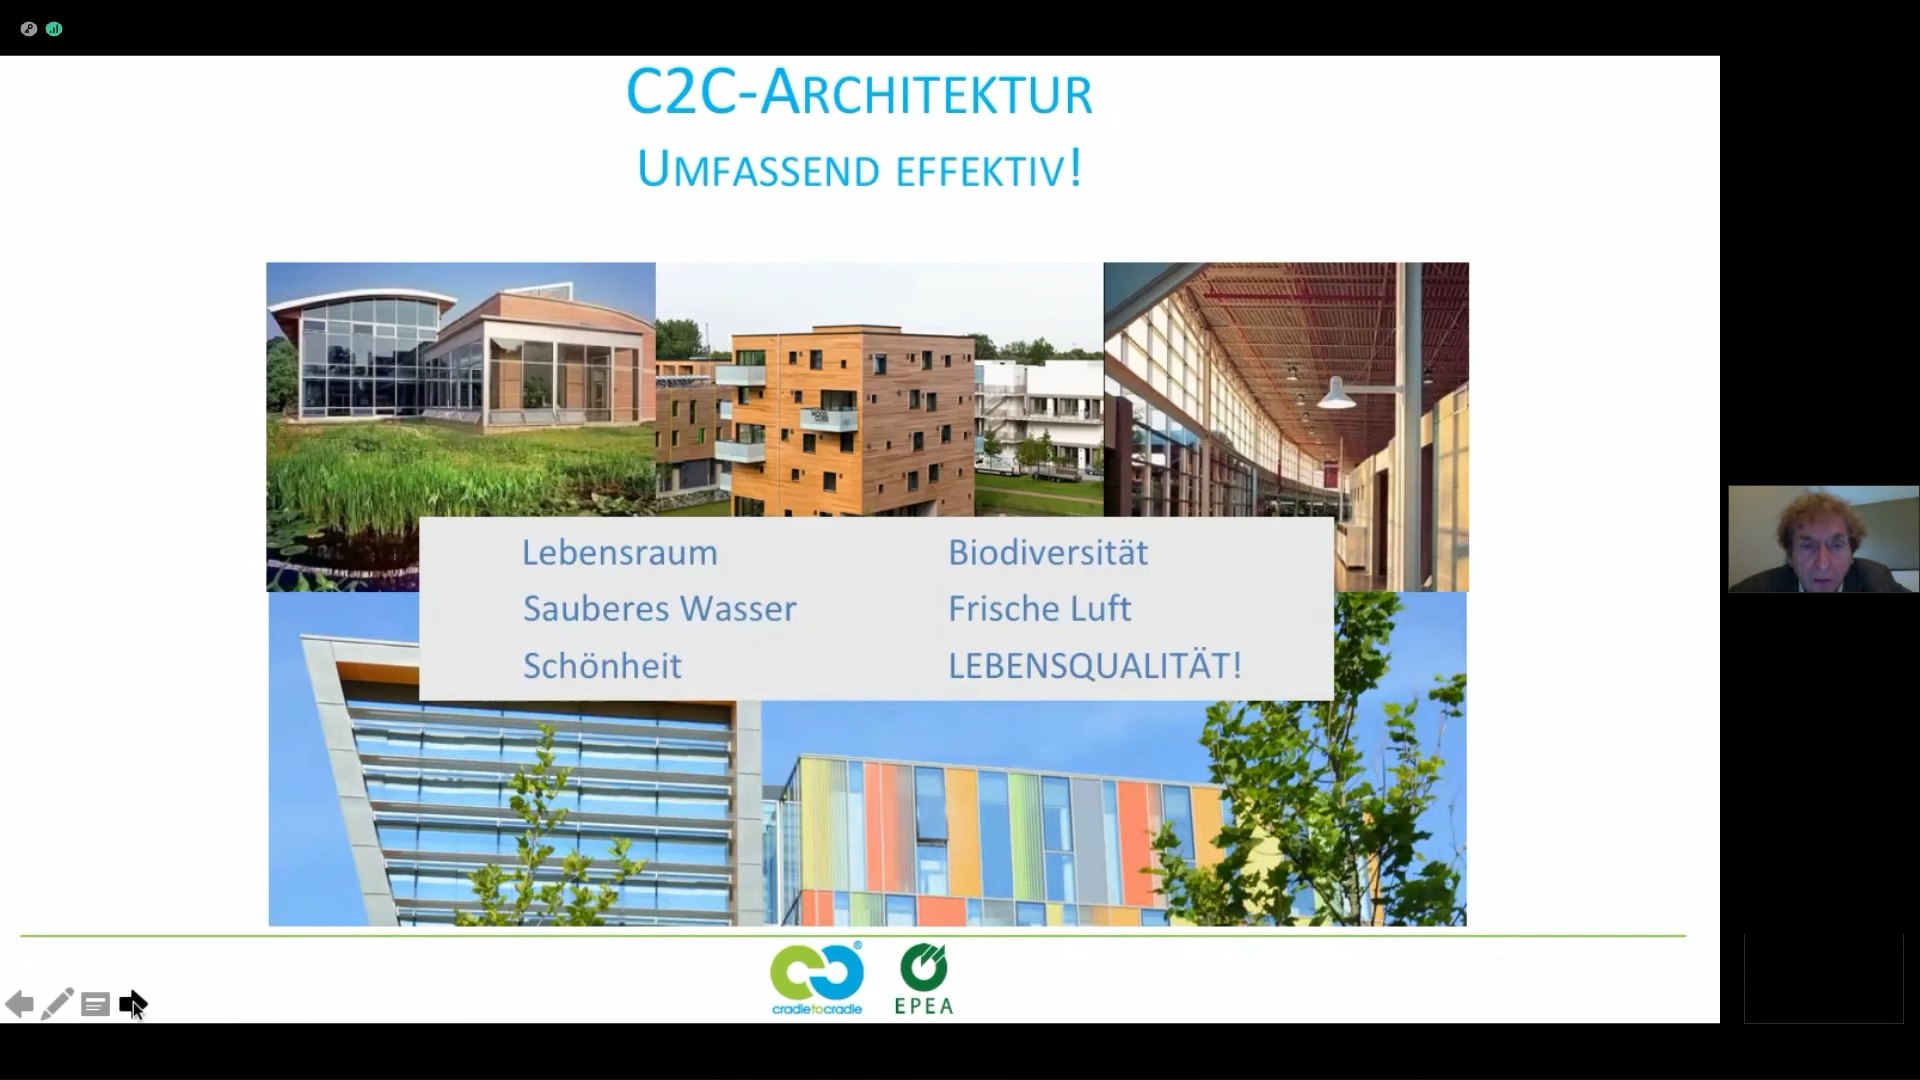 C2C-Architektur
Umfassend effektiv!
Lebensraum
Biodiversität
Sauberes Wasser
Frische Luft
Schönheit
LEBENSQUALITÄT!
cradletocradle
®
EPEA